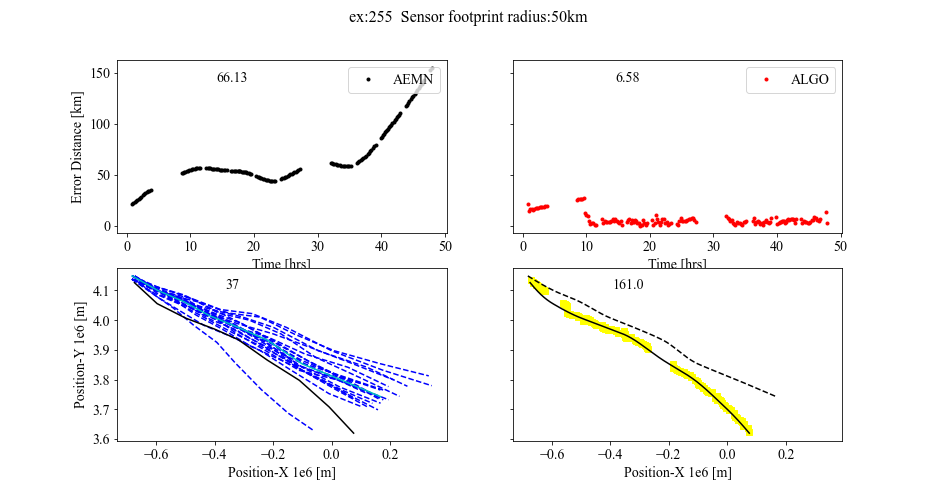 ex:255 Sensor footprint radius:50km
66.13
AEMN
6.58
ALGO
Error Distance [km]
150
100
50
0
0 10 20 30 40 50
Time [hrs]
0 10 20 30 40 50
Time [hrs]
37
161.0
Position-Y 1e6 [m]
4.1
4.0
3.9
3.8
3.7
3.6
−0.6 −0.4 −0.2 0.0 0.2
Position-X 1e6 [m]
−0.6 −0.4 −0.2 0.0 0.2
Position-X 1e6 [m]